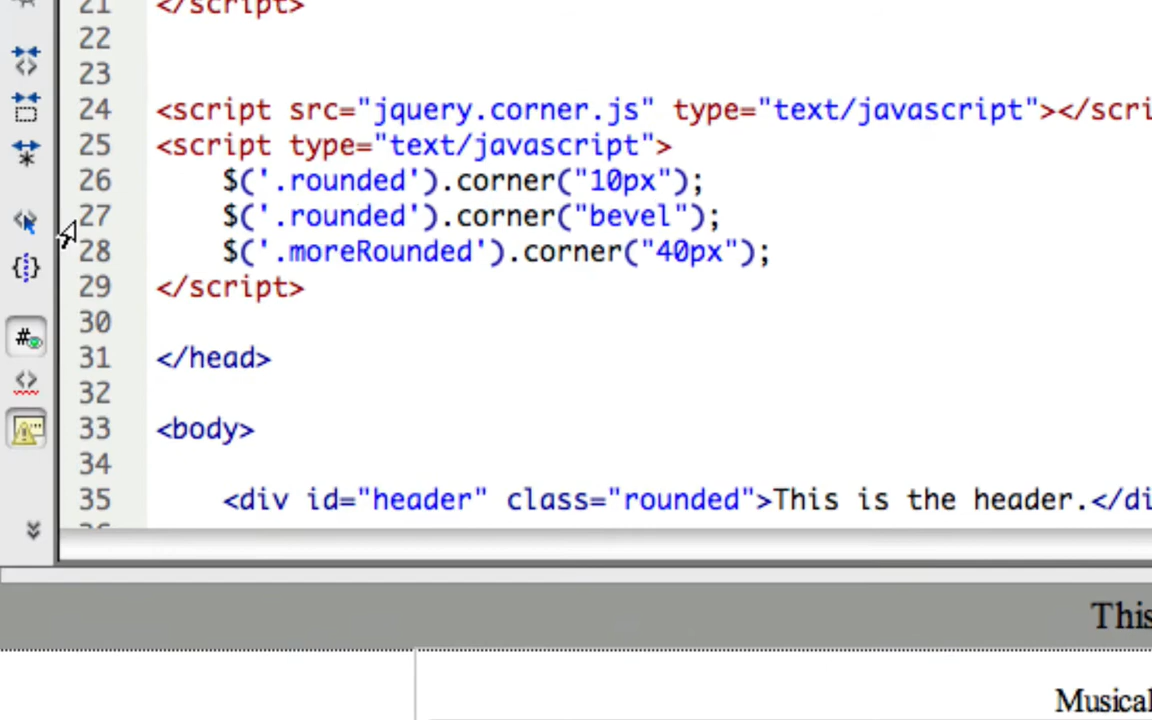 21 </script>
22
23
24 <script src="jquery.corner.js" type="text/javascript"></scri
25 <script type="text/javascript">
26 $('.rounded').corner("10px");
27 $('.rounded').corner("bevel");
28 $('.moreRounded').corner("40px");
29 </script>
30
31 </head>
32
33 <body>
34
35 <div id="header" class="rounded">This is the header.</di
This
Musical